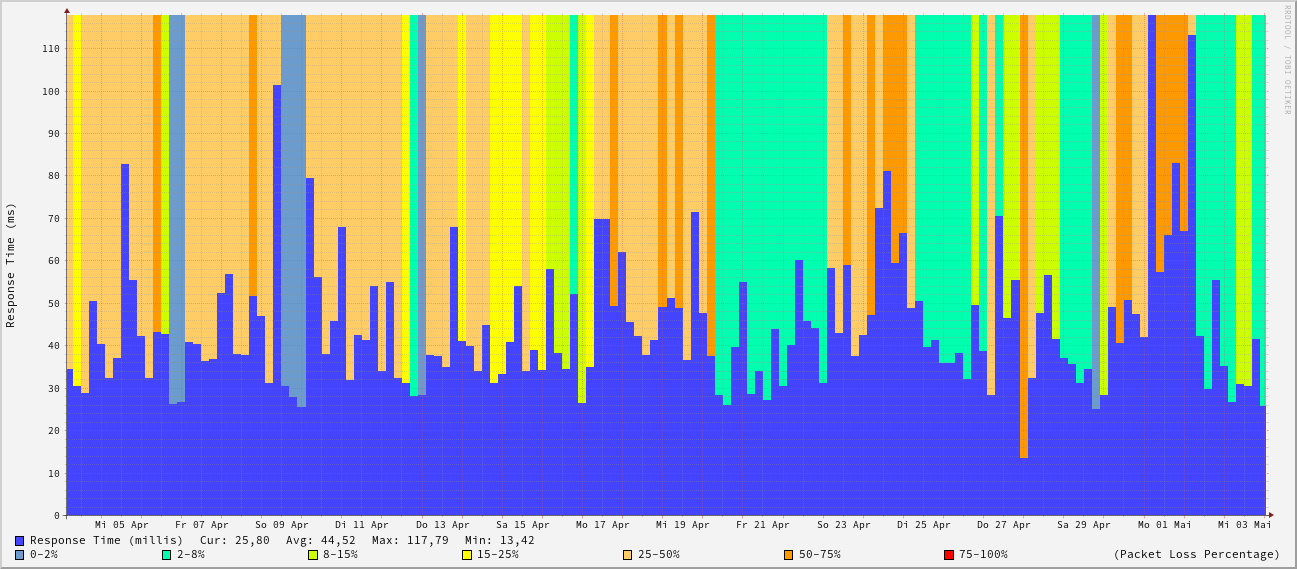 RRDTOOL / TOBI OETIKER
Response Time (ms)
110
100
90
80
70
60
50
40
30
20
10
0
Mi 05 Apr Fr 07 Apr So 09 Apr Di 11 Apr Do 13 Apr Sa 15 Apr Mo 17 Apr Mi 19 Apr Fr 21 Apr So 23 Apr Di 25 Apr Do 27 Apr Sa 29 Apr Mo 01 Mai Mi 03 Mai
Response Time (millis) Cur: 25,80 Avg: 44,52 Max: 117,79 Min: 13,42
0-2% 2-8% 8-15% 15-25% 25-50% 50-75% 75-100% (Packet Loss Percentage)